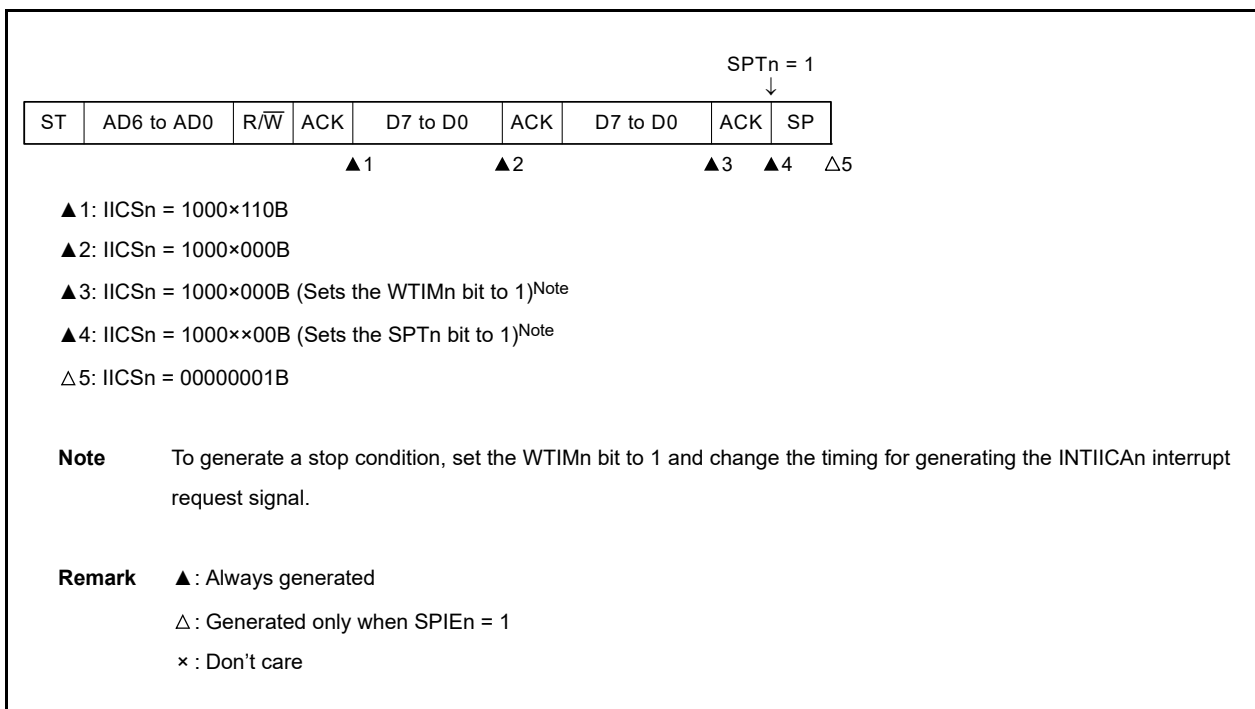 SPTn = 1
↓
ST AD6 to AD0 R/W̅ ACK D7 to D0 ACK D7 to D0 ACK SP
▲1 ▲2 ▲3 ▲4 △5
▲1: IICSn = 1000×110B
▲2: IICSn = 1000×000B
▲3: IICSn = 1000×000B (Sets the WTIMn bit to 1)Note
▲4: IICSn = 1000××00B (Sets the SPTn bit to 1)Note
△5: IICSn = 00000001B
Note To generate a stop condition, set the WTIMn bit to 1 and change the timing for generating the INTIICAn interrupt
request signal.
Remark ▲: Always generated
△: Generated only when SPIEn = 1
×: Don't care